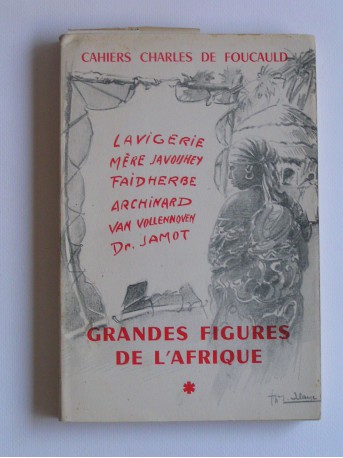 CAHIERS CHARLES DE FOUCAULD
LAVIGERIE
MÈRE JAVOUHEY
FAIDHERBE
ARCHINARD
VAN VOLLENHOVEN
Dr. JAMOT
GRANDES FIGURES
DE L'AFRIQUE
*